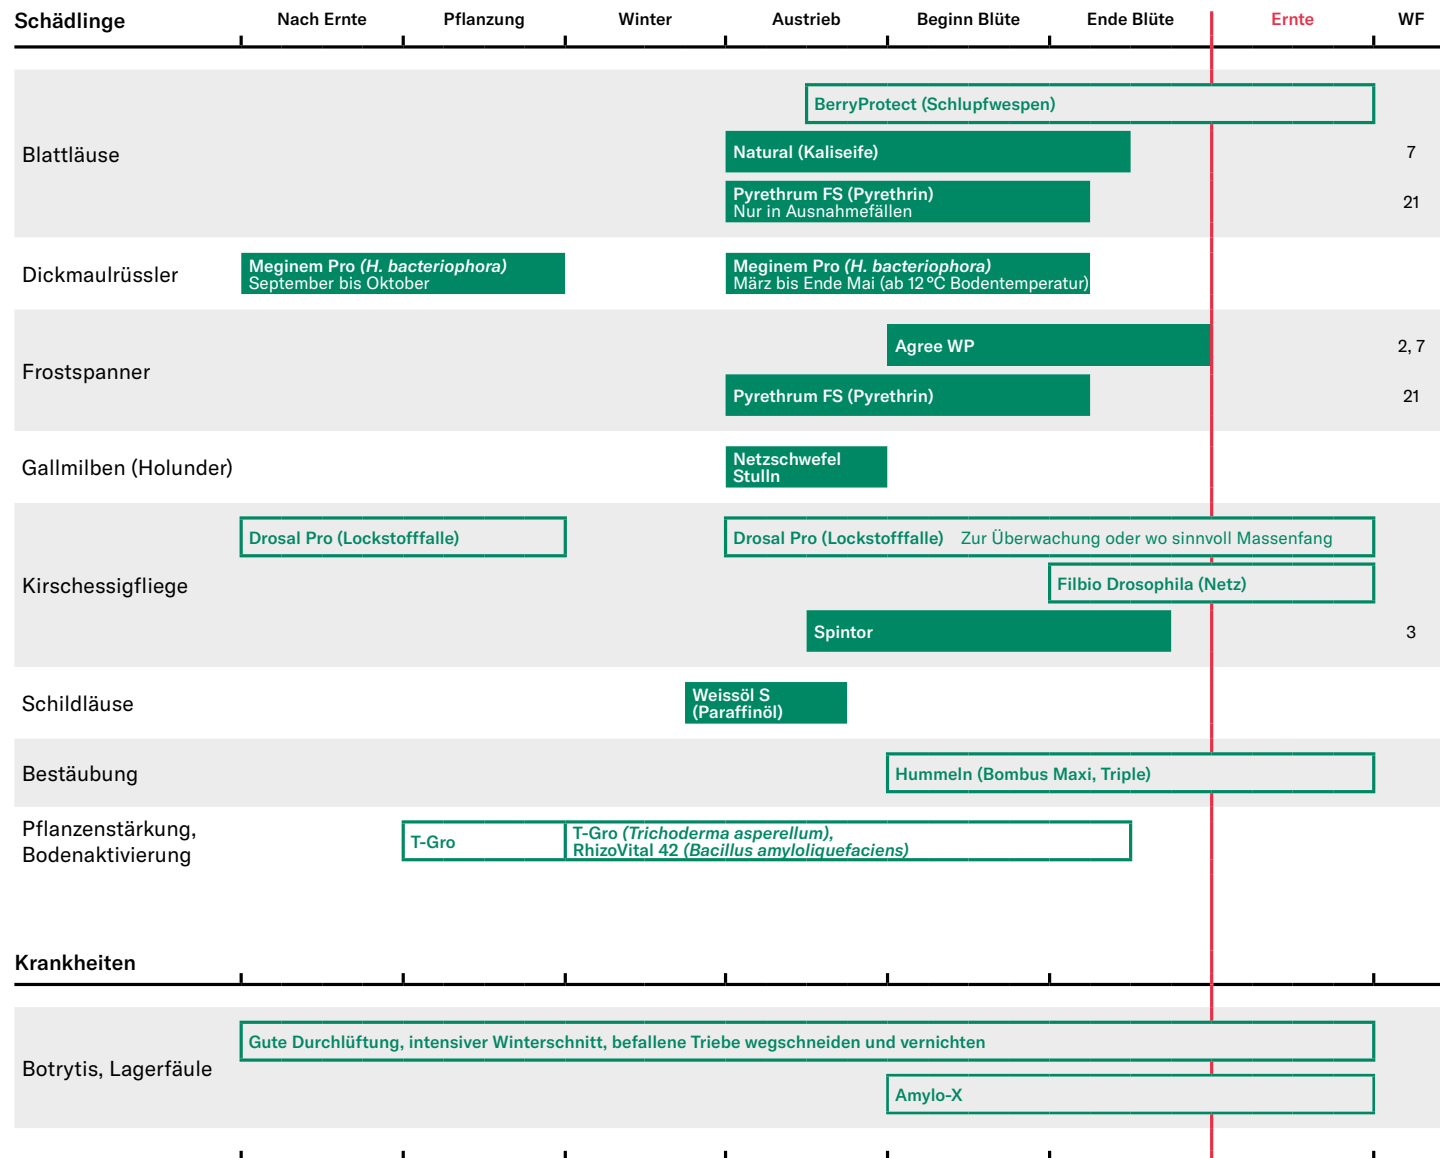 Schädlinge Nach Ernte Pflanzung Winter Austrieb Beginn Blüte Ende Blüte Ernte WF
BerryProtect (Schlupfwespen)
Blattläuse
Natural (Kaliseife) 7
Pyrethrum FS (Pyrethrin)
Nur in Ausnahmefällen
21
Dickmaulrüssler
Meginem Pro (H. bacteriophora)
September bis Oktober
Meginem Pro (H. bacteriophora)
März bis Ende Mai (ab 12 °C Bodentemperatur)
Frostspanner
Agree WP 2, 7
Pyrethrum FS (Pyrethrin) 21
Gallmilben (Holunder)
Netzschwefel
Stulln
Kirschessigfliege
Drosal Pro (Lockstofffalle)
Drosal Pro (Lockstofffalle) Zur Überwachung oder wo sinnvoll Massenfang
Filbio Drosophila (Netz)
Spintor 3
Schildläuse
Weissöl S
(Paraffinöl)
Bestäubung
Hummeln (Bombus Maxi, Triple)
Pflanzenstärkung,
Bodenaktivierung
T-Gro
T-Gro (Trichoderma asperellum),
RhizoVital 42 (Bacillus amyloliquefaciens)
Krankheiten
Botrytis, Lagerfäule
Gute Durchlüftung, intensiver Winterschnitt, befallene Triebe wegschneiden und vernichten
Amylo-X